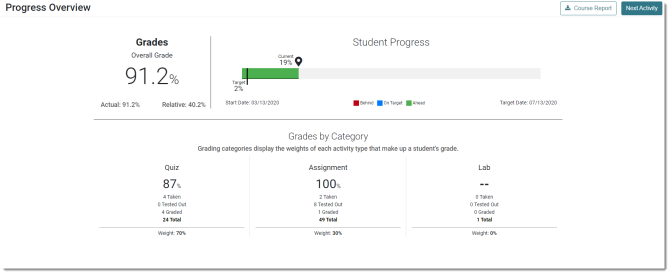 Progress Overview
Course Report
Next Activity
Grades
Overall Grade
91.2%
Actual: 91.2%
Relative: 40.2%
Student Progress
Current
19%
Target
2%
Start Date: 03/13/2020
Behind
On Target
Ahead
Target Date: 07/13/2020
Grades by Category
Grading categories display the weights of each activity type that make up a student's grade.
Quiz
87%
4 Taken
0 Tested Out
4 Graded
24 Total
Weight: 70%
Assignment
100%
2 Taken
8 Tested Out
1 Graded
49 Total
Weight: 30%
Lab
--
0 Taken
0 Tested Out
0 Graded
1 Total
Weight: 0%